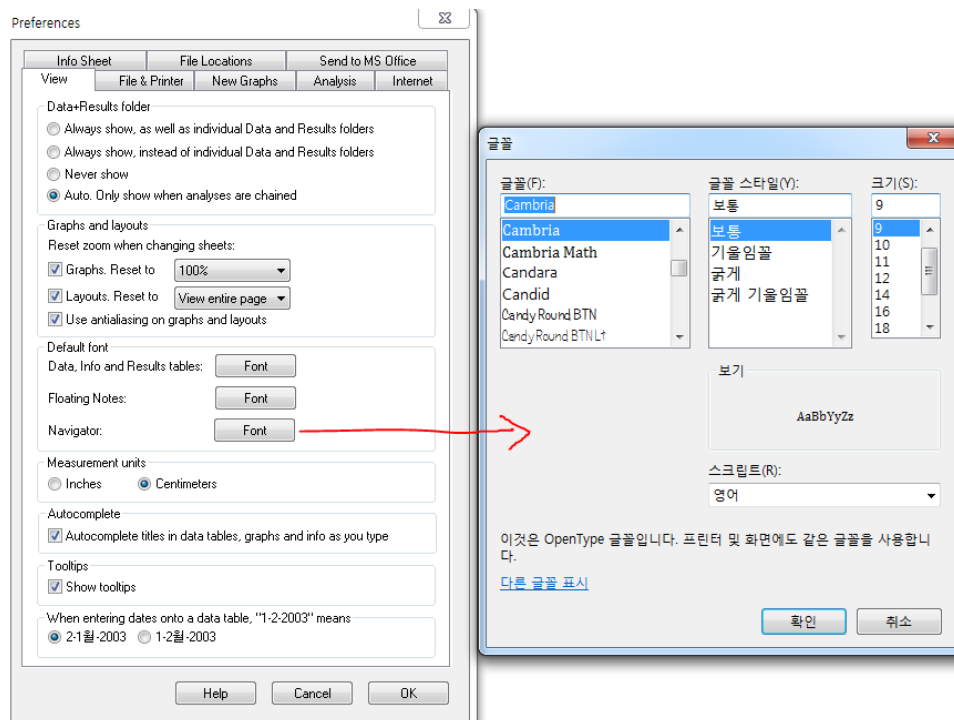 Preferences
Info Sheet
File Locations
Send to MS Office
View
File & Printer
New Graphs
Analysis
Internet
Data+Results folder
Always show, as well as individual Data and Results folders
Always show, instead of individual Data and Results folders
Never show
Auto. Only show when analyses are chained
Graphs and layouts
Reset zoom when changing sheets:
Graphs. Reset to 100%
Layouts. Reset to View entire page
Use antialiasing on graphs and layouts
Default font
Data, Info and Results tables: Font
Floating Notes: Font
Navigator: Font
Measurement units
Inches Centimeters
Autocomplete
Autocomplete titles in data tables, graphs and info as you type
Tooltips
Show tooltips
When entering dates onto a data table, "1-2-2003" means
2-1월-2003 1-2월-2003
Help Cancel OK
글꼴
글꼴(F):
Cambria
Cambria
Cambria Math
Candara
Candid
Candy Round BTN
Candy Round BTN Lt
글꼴 스타일(Y):
보통
보통
기울임꼴
굵게
굵게 기울임꼴
크기(S):
9
9
10
11
12
14
16
18
보기
AaBbYyZz
스크립트(R):
영어
이것은 OpenType 글꼴입니다. 프린터 및 화면에도 같은 글꼴을 사용합니
다.
다른 글꼴 표시
확인 취소